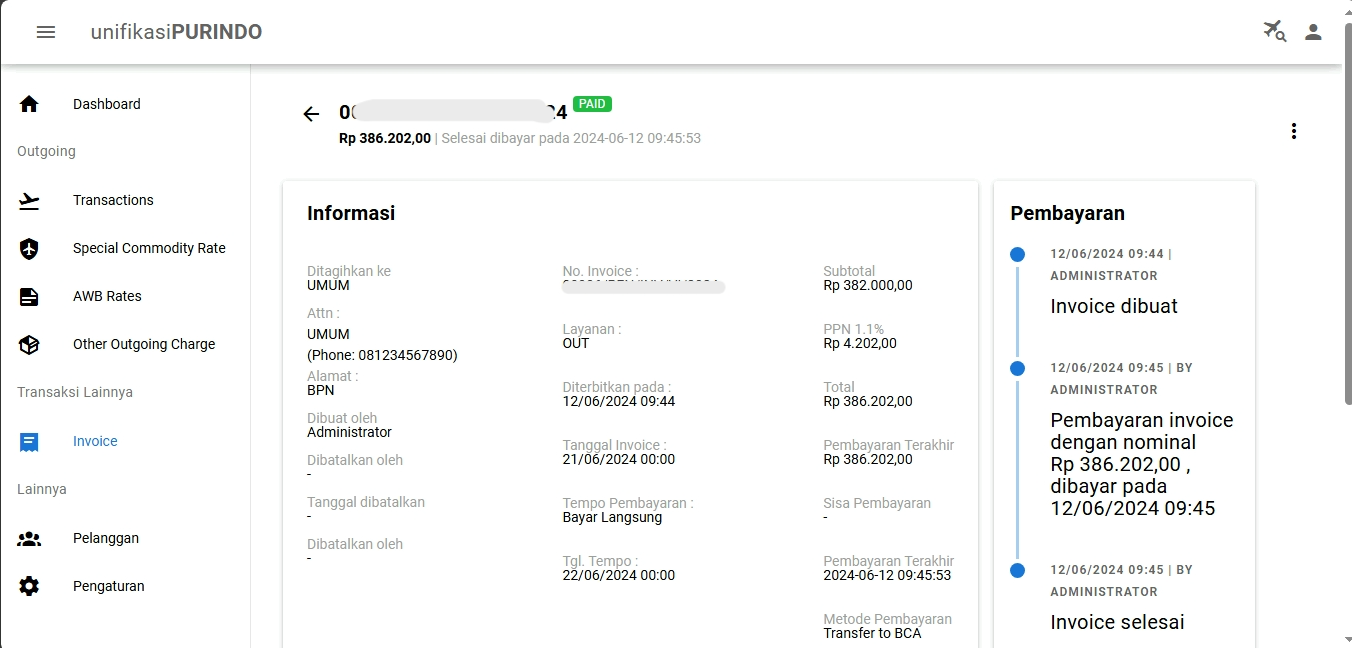 unifikasiPURINDO
Dashboard
Outgoing
Transactions
Special Commodity Rate
AWB Rates
Other Outgoing Charge
Transaksi Lainnya
Invoice
Lainnya
Pelanggan
Pengaturan
PAID
Rp 386.202,00 | Selesai dibayar pada 2024-06-12 09:45:53
Informasi
Ditagihkan ke
UMUM
Attn :
UMUM
(Phone: 081234567890)
Alamat :
BPN
Dibuat oleh
Administrator
Dibatalkan oleh
-
Tanggal dibatalkan
-
Dibatalkan oleh
-
No. Invoice :
Layanan :
OUT
Diterbitkan pada :
12/06/2024 09:44
Tanggal Invoice :
21/06/2024 00:00
Tempo Pembayaran :
Bayar Langsung
Tgl. Tempo :
22/06/2024 00:00
Subtotal
Rp 382.000,00
PPN 1.1%
Rp 4.202,00
Total
Rp 386.202,00
Pembayaran Terakhir
Rp 386.202,00
Sisa Pembayaran
-
Pembayaran Terakhir
2024-06-12 09:45:53
Metode Pembayaran
Transfer to BCA
Pembayaran
12/06/2024 09:44 |
ADMINISTRATOR
Invoice dibuat
12/06/2024 09:45 | BY
ADMINISTRATOR
Pembayaran invoice
dengan nominal
Rp 386.202,00 ,
dibayar pada
12/06/2024 09:45
12/06/2024 09:45 | BY
ADMINISTRATOR
Invoice selesai